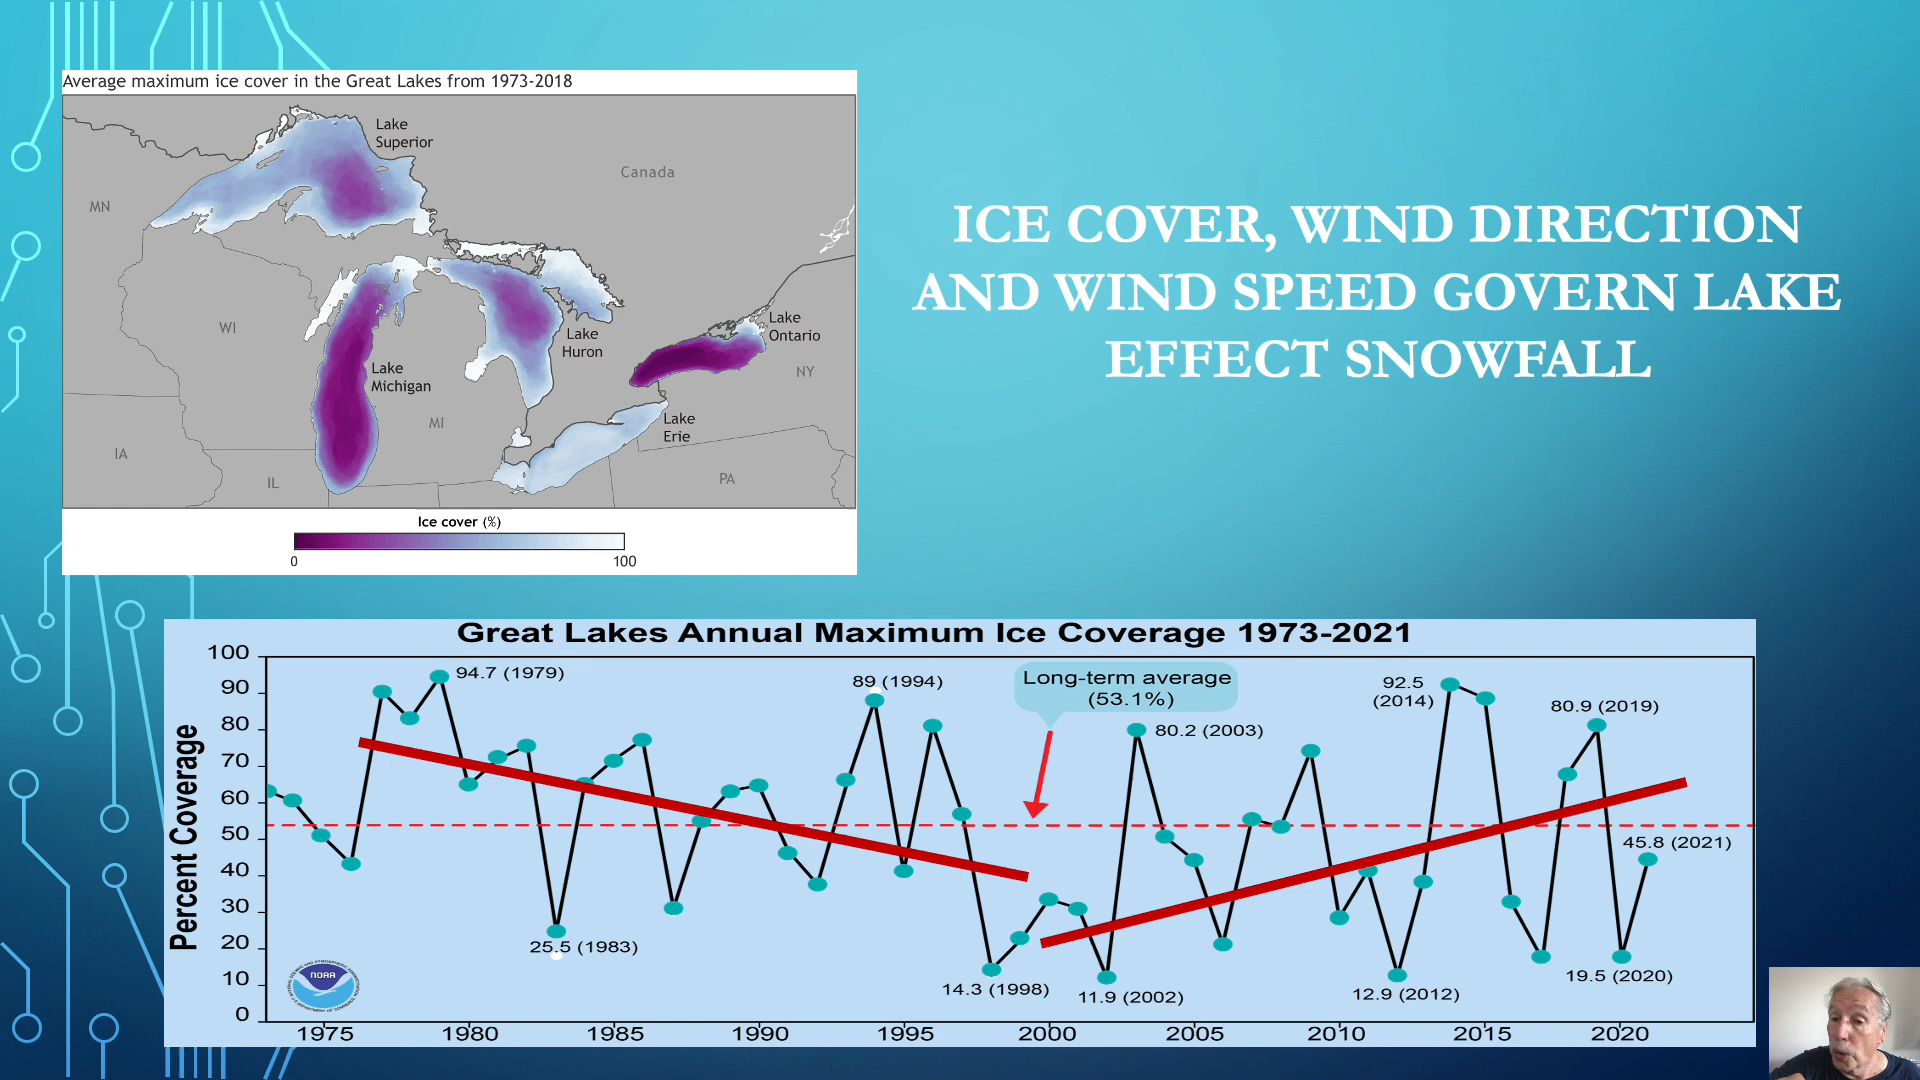 Average maximum ice cover in the Great Lakes from 1973-2018
Lake
Superior
Canada
MN
WI
Lake
Huron
Lake
Ontario
NY
Lake
Michigan
MI
Lake
Erie
IA
IL
PA
Ice cover (%)
0
100
ICE COVER, WIND DIRECTION
AND WIND SPEED GOVERN LAKE
EFFECT SNOWFALL
Great Lakes Annual Maximum Ice Coverage 1973-2021
Percent Coverage
100
90
80
70
60
50
40
30
20
10
0
94.7 (1979)
89 (1994)
Long-term average
(53.1%)
80.2 (2003)
92.5
(2014)
80.9 (2019)
45.8 (2021)
25.5 (1983)
14.3 (1998)
11.9 (2002)
12.9 (2012)
19.5 (2020)
NOAA
1975
1980
1985
1990
1995
2000
2005
2010
2015
2020